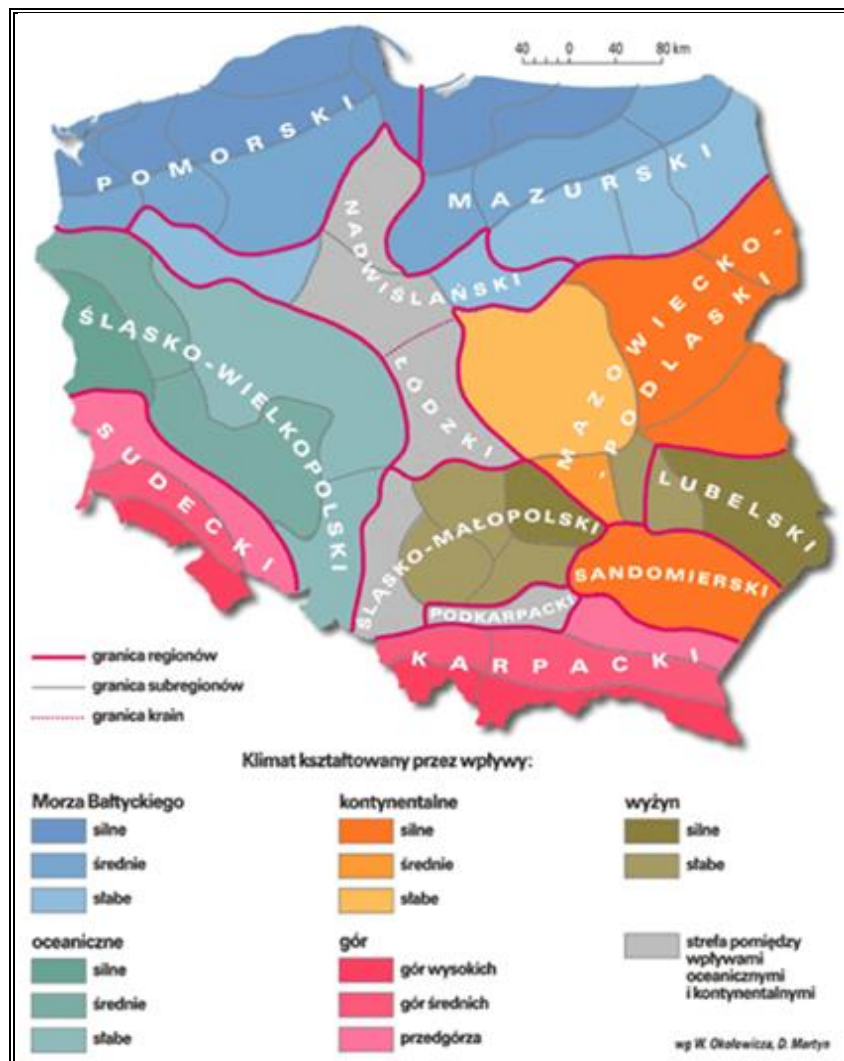 40 0 40 80 km
POMORSKI
MAZURSKI
NADWIŚLAŃSKI
MAZOWIECKO-
-PODLASKI
ŚLĄSKO-WIELKOPOLSKI
ŁÓDZKI
SUDECKI
LUBELSKI
ŚLĄSKO-MAŁOPOLSKI
SANDOMIERSKI
PODKARPACKI
KARPACKI
granica regionów
granica subregionów
granica krain
Klimat kształtowany przez wpływy:
Morza Bałtyckiego
silne
średnie
słabe
kontynentalne
silne
średnie
słabe
wyżyn
silne
słabe
oceaniczne
silne
średnie
słabe
gór
gór wysokich
gór średnich
przedgórza
strefa pomiędzy
wpływami
oceanicznymi
i kontynentalnymi
wg W. Okołowicza, D. Martyn